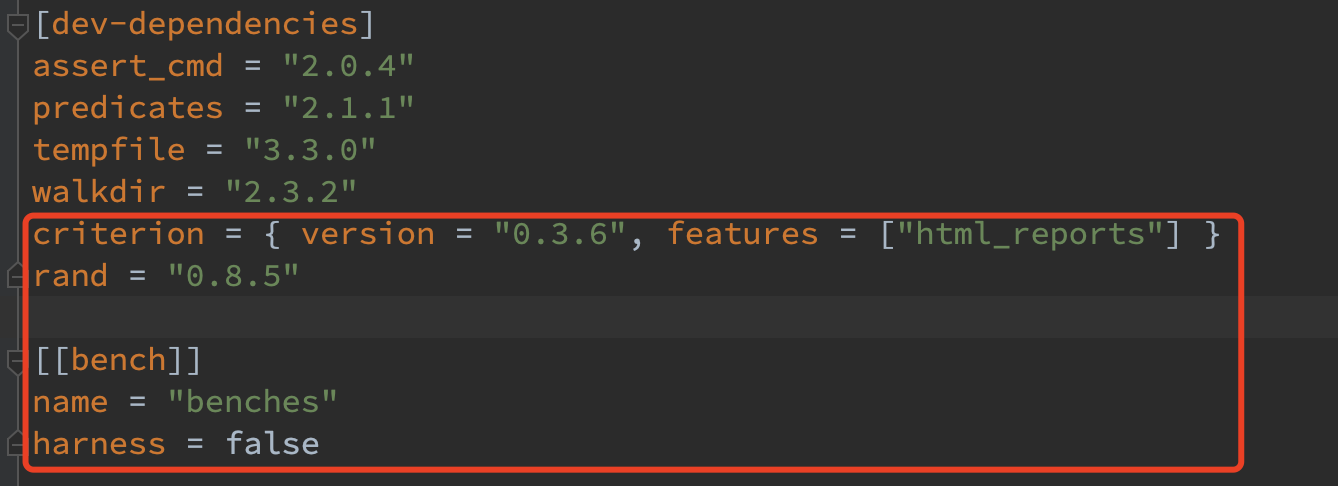 [dev-dependencies]
assert_cmd = "2.0.4"
predicates = "2.1.1"
tempfile = "3.3.0"
walkdir = "2.3.2"
criterion = { version = "0.3.6", features = ["html_reports"] }
rand = "0.8.5"
[[bench]]
name = "benches"
harness = false